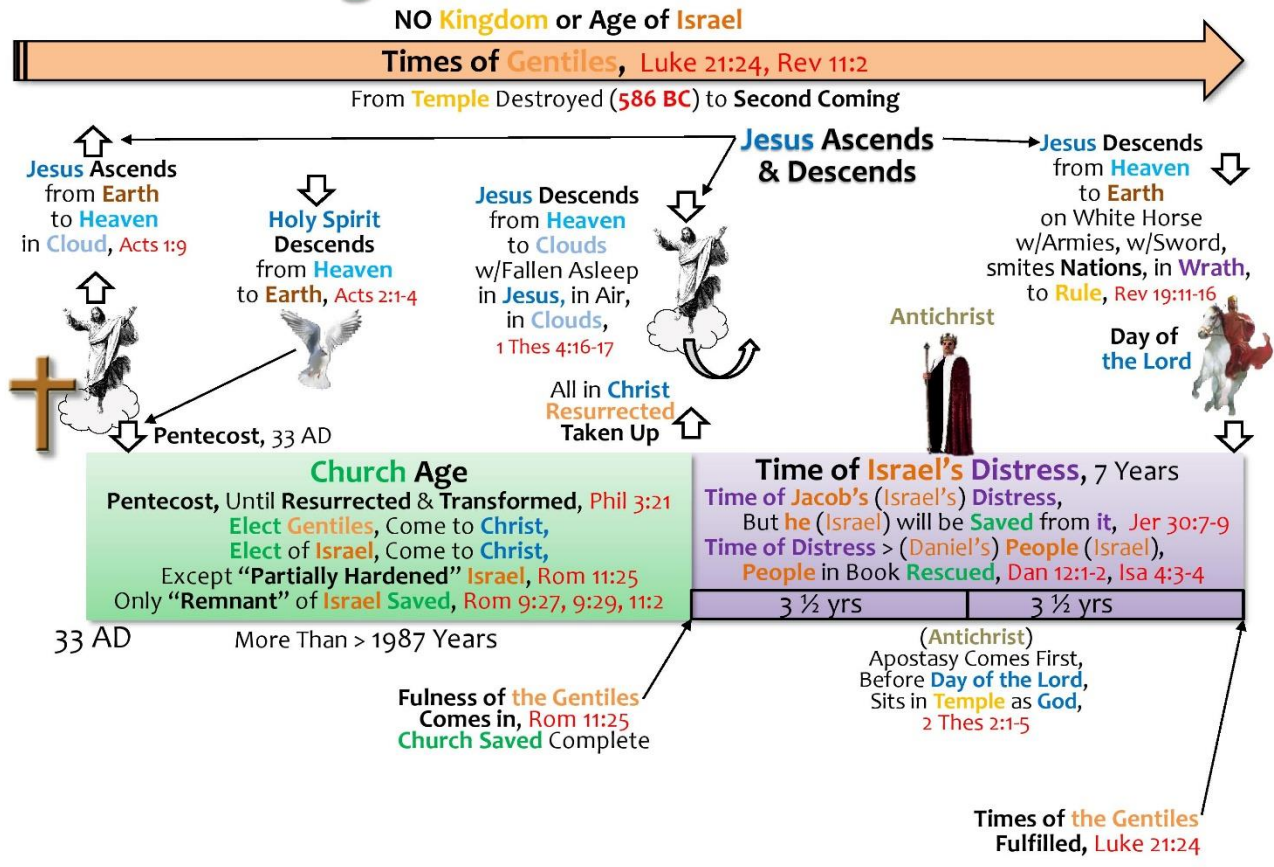 NO Kingdom or Age of Israel
Times of Gentiles, Luke 21:24, Rev 11:2
From Temple Destroyed (586 BC) to Second Coming
Jesus Ascends
& Descends
Jesus Ascends
from Earth
to Heaven
in Cloud, Acts 1:9
Holy Spirit
Descends
from Heaven
to Earth, Acts 2:1-4
Jesus Descends
from Heaven
to Clouds
w/Fallen Asleep
in Jesus, in Air,
in Clouds,
1 Thes 4:16-17
Jesus Descends
from Heaven
to Earth
on White Horse
w/Armies, w/Sword,
smites Nations, in Wrath,
to Rule, Rev 19:11-16
Antichrist
Day of
the Lord
All in Christ
Resurrected
Taken Up
Pentecost, 33 AD
Church Age
Pentecost, Until Resurrected & Transformed, Phil 3:21
Elect Gentiles, Come to Christ,
Elect of Israel, Come to Christ,
Except “Partially Hardened” Israel, Rom 11:25
Only “Remnant” of Israel Saved, Rom 9:27, 9:29, 11:2
Time of Israel’s Distress, 7 Years
Time of Jacob’s (Israel’s) Distress,
But he (Israel) will be Saved from it, Jer 30:7-9
Time of Distress > (Daniel’s) People (Israel),
People in Book Rescued, Dan 12:1-2, Isa 4:3-4
3 ½ yrs
3 ½ yrs
33 AD
More Than > 1987 Years
(Antichrist)
Apostasy Comes First,
Before Day of the Lord,
Sits in Temple as God,
2 Thes 2:1-5
Fulness of the Gentiles
Comes in, Rom 11:25
Church Saved Complete
Times of the Gentiles
Fulfilled, Luke 21:24